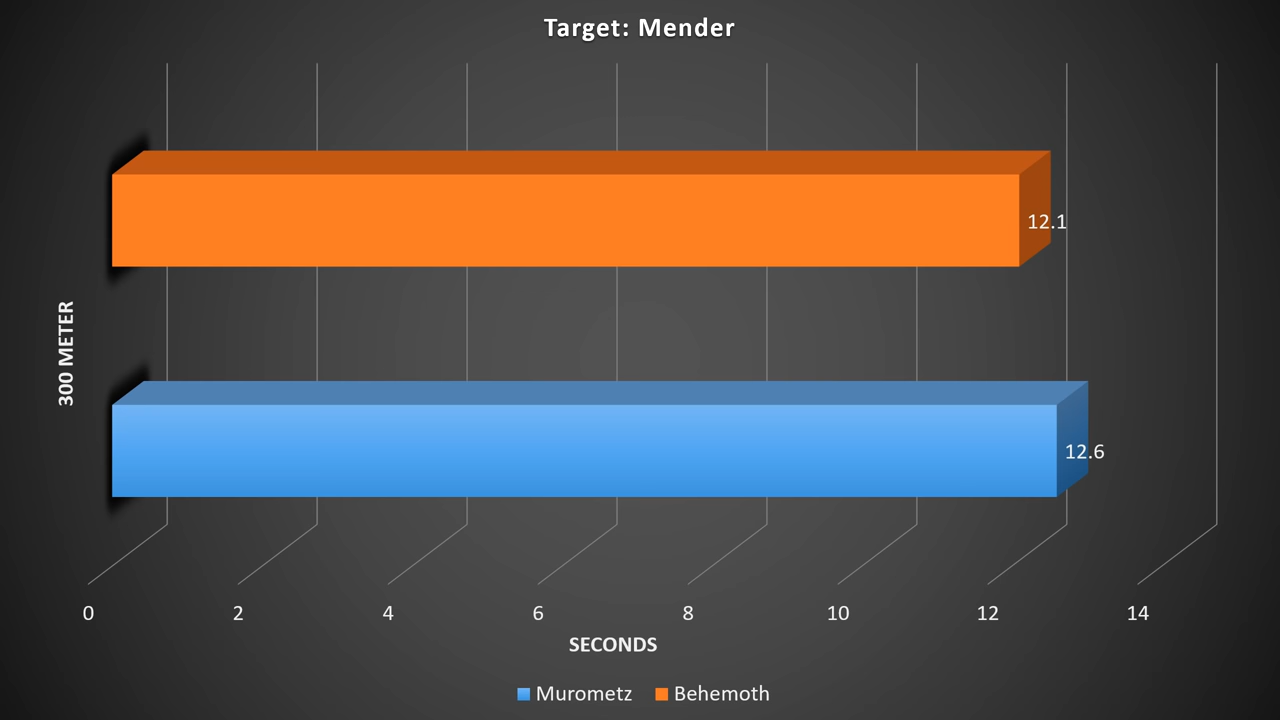 Target: Mender
12.1
300 METER
12.6
0 2 4 6 8 10 12 14
SECONDS
Murometz Behemoth